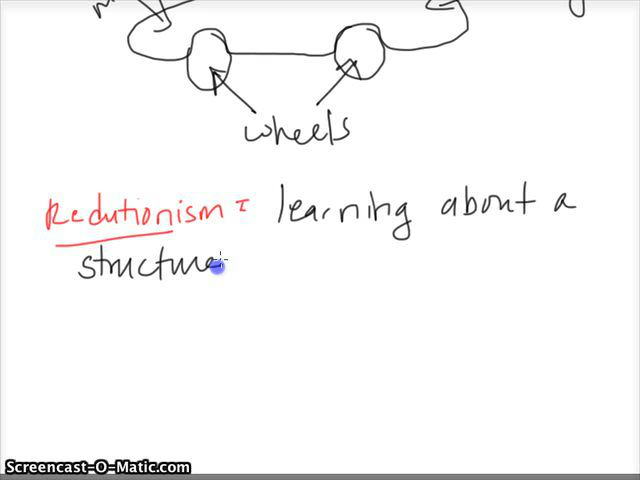 wheels
Redutionism = learning about a
structure
Screencast-O-Matic.com